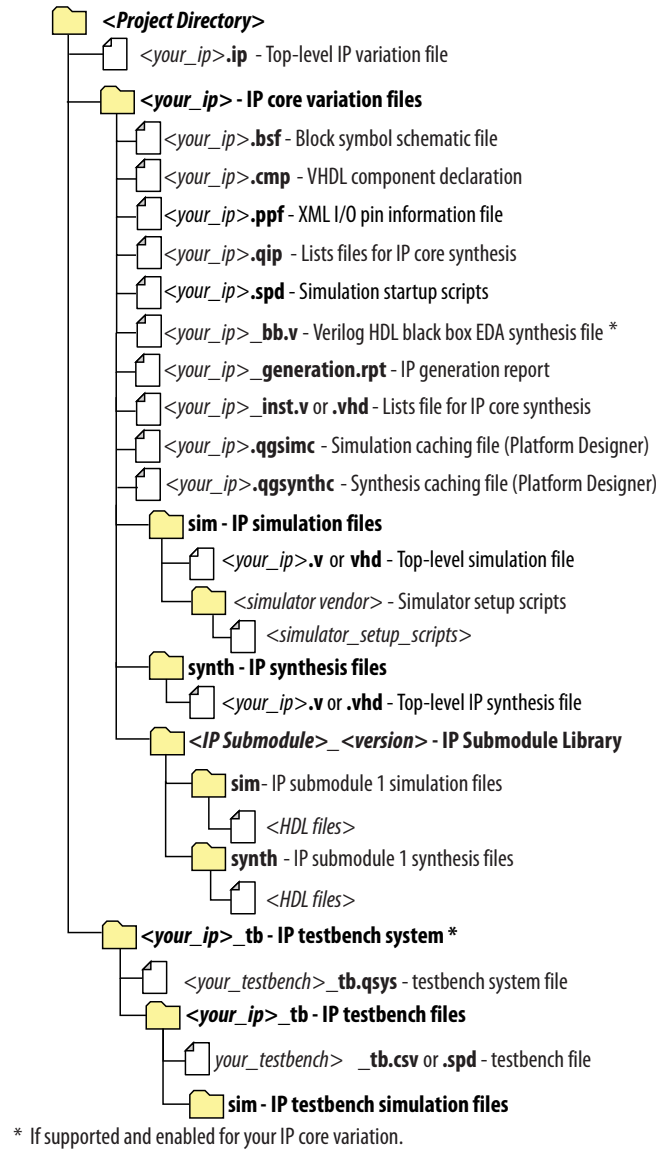 <Project Directory>
<your_ip>.ip - Top-level IP variation file
<your_ip> - IP core variation files
<your_ip>.bsf - Block symbol schematic file
<your_ip>.cmp - VHDL component declaration
<your_ip>.ppf - XML I/O pin information file
<your_ip>.qip - Lists files for IP core synthesis
<your_ip>.spd - Simulation startup scripts
<your_ip>_bb.v - Verilog HDL black box EDA synthesis file *
<your_ip>_generation.rpt - IP generation report
<your_ip>_inst.v or .vhd - Lists file for IP core synthesis
<your_ip>.qgsimc - Simulation caching file (Platform Designer)
<your_ip>.qgsynthc - Synthesis caching file (Platform Designer)
sim - IP simulation files
<your_ip>.v or vhd - Top-level simulation file
<simulator vendor> - Simulator setup scripts
<simulator_setup_scripts>
synth - IP synthesis files
<your_ip>.v or .vhd - Top-level IP synthesis file
<IP Submodule>_<version> - IP Submodule Library
sim- IP submodule 1 simulation files
<HDL files>
synth - IP submodule 1 synthesis files
<HDL files>
<your_ip>_tb - IP testbench system *
<your_testbench>_tb.qsys - testbench system file
<your_ip>_tb - IP testbench files
your_testbench> _tb.csv or .spd - testbench file
sim - IP testbench simulation files
* If supported and enabled for your IP core variation.